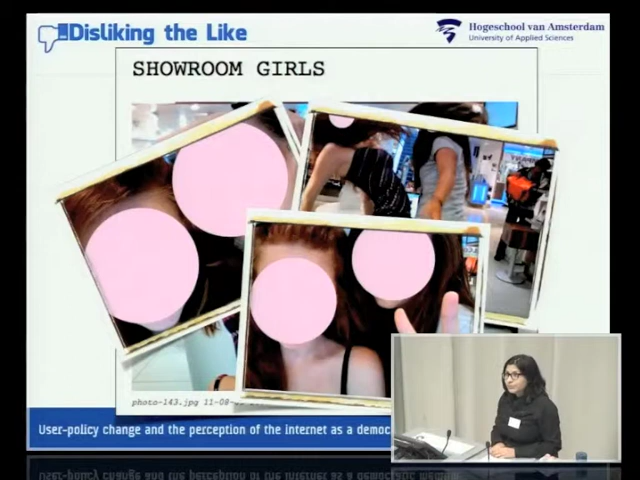 Disliking the Like
Hogeschool van Amsterdam
University of Applied Sciences
SHOWROOM GIRLS
photo-143.jpg 11-08
User-policy change and the perception of the internet as a democ